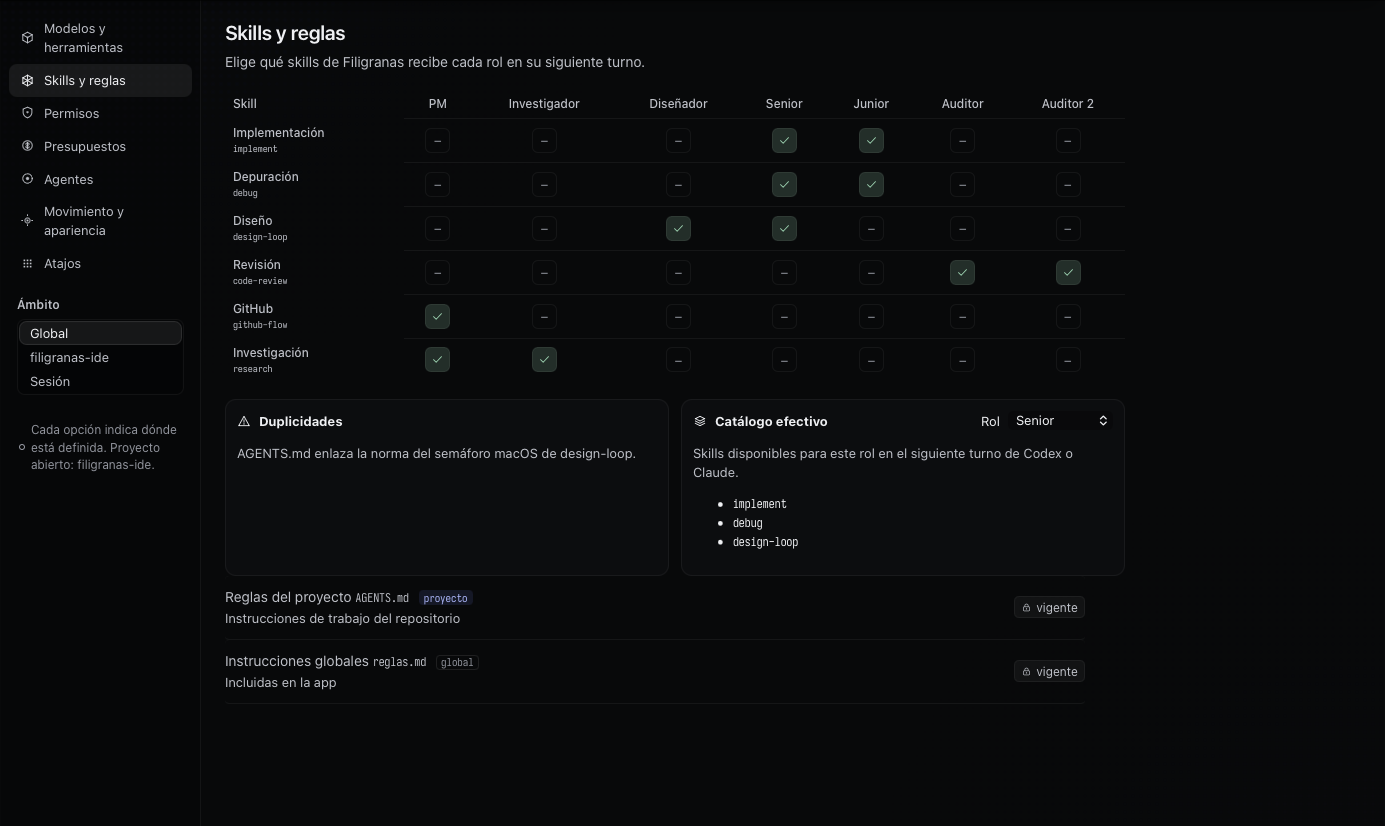 Modelos y
herramientas
Skills y reglas
Permisos
Presupuestos
Agentes
Movimiento y
apariencia
Atajos
Ámbito
Global
filigranas-ide
Sesión
Cada opción indica dónde
está definida. Proyecto
abierto: filigranas-ide.
Skills y reglas
Elige qué skills de Filigranas recibe cada rol en su siguiente turno.
Skill PM Investigador Diseñador Senior Junior Auditor Auditor 2
Implementación
implement
– – – ✓ ✓ – –
Depuración
debug
– – – ✓ ✓ – –
Diseño
design-loop
– – ✓ ✓ – – –
Revisión
code-review
– – – – – ✓ ✓
GitHub
github-flow
✓ – – – – – –
Investigación
research
✓ ✓ – – – – –
Duplicidades
AGENTS.md enlaza la norma del semáforo macOS de design-loop.
Catálogo efectivo Rol Senior
Skills disponibles para este rol en el siguiente turno de Codex o
Claude.
• implement
• debug
• design-loop
Reglas del proyecto AGENTS.md proyecto
Instrucciones de trabajo del repositorio
vigente
Instrucciones globales reglas.md global
Incluidas en la app
vigente